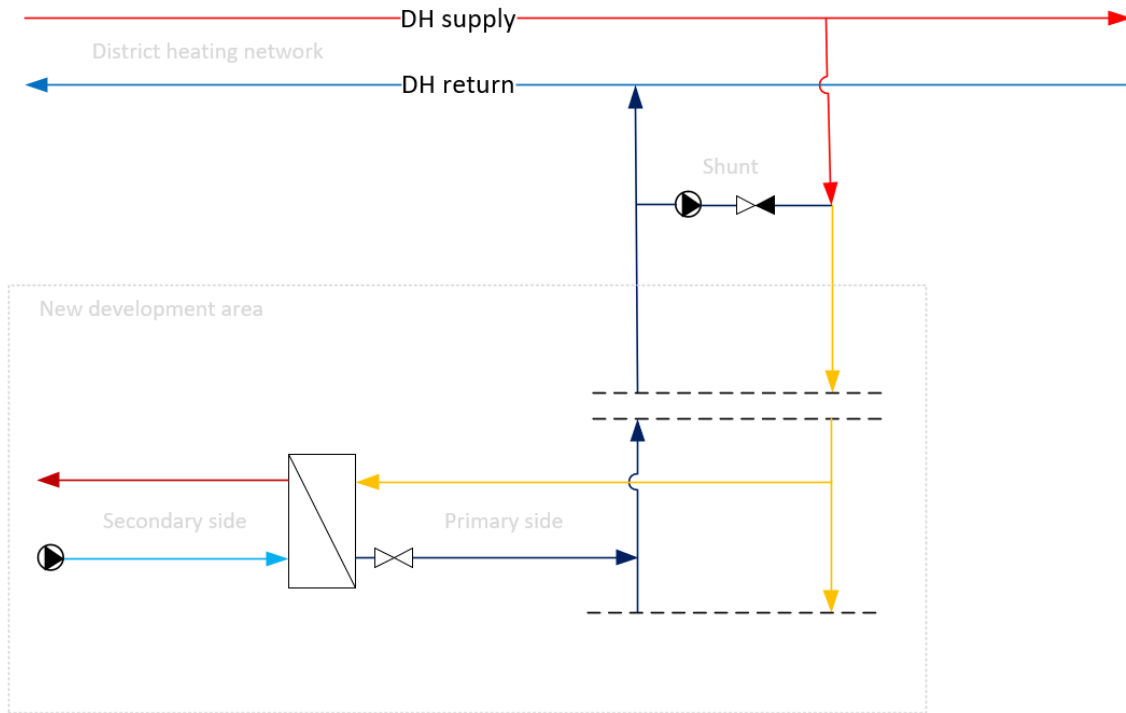 DH supply
District heating network
DH return
Shunt
New development area
Secondary side
Primary side